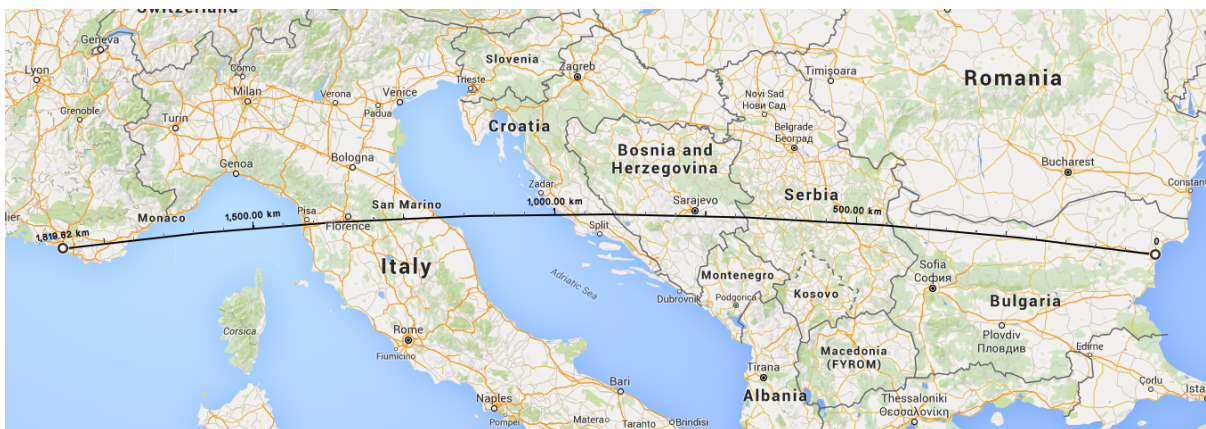 Switzerland
Geneva
Lyon
Como
Milan
Verona
Venice
Padua
Trieste
Slovenia
Zagreb
Timișoara
Romania
Grenoble
Turin
Novi Sad
Нови Сад
Croatia
Belgrade
Београд
Bologna
Bosnia and
Herzegovina
Genoa
Bucharest
Zadar
Serbia
Constant
Monaco
Pisa
1,500.00 km
San Marino
1,000.00 km
Sarajevo
500.00 km
Florence
Split
1,819.62 km
0
Italy
Adriatic Sea
Montenegro
Sofia
София
Dubrovnik
Podgorica
Kosovo
Bulgaria
Corsica
Rome
Fiumicino
Plovdiv
Пловдив
Macedonia
(FYROM)
Edirne
Tirana
Bari
Albania
Çorlu
Ista
Naples
Pompei
Matera
Taranto
Brindisi
Thessaloniki
Θεσσαλονίκη